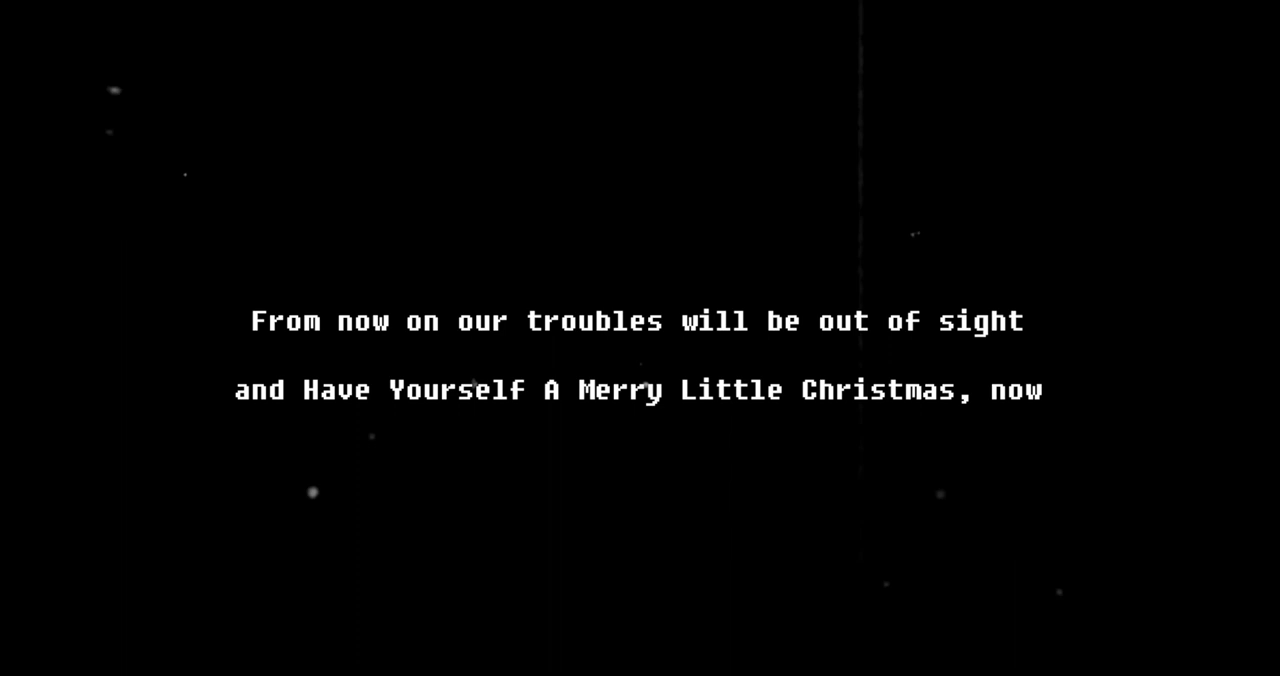 From now on our troubles will be out of sight
and Have Yourself A Merry Little Christmas, now